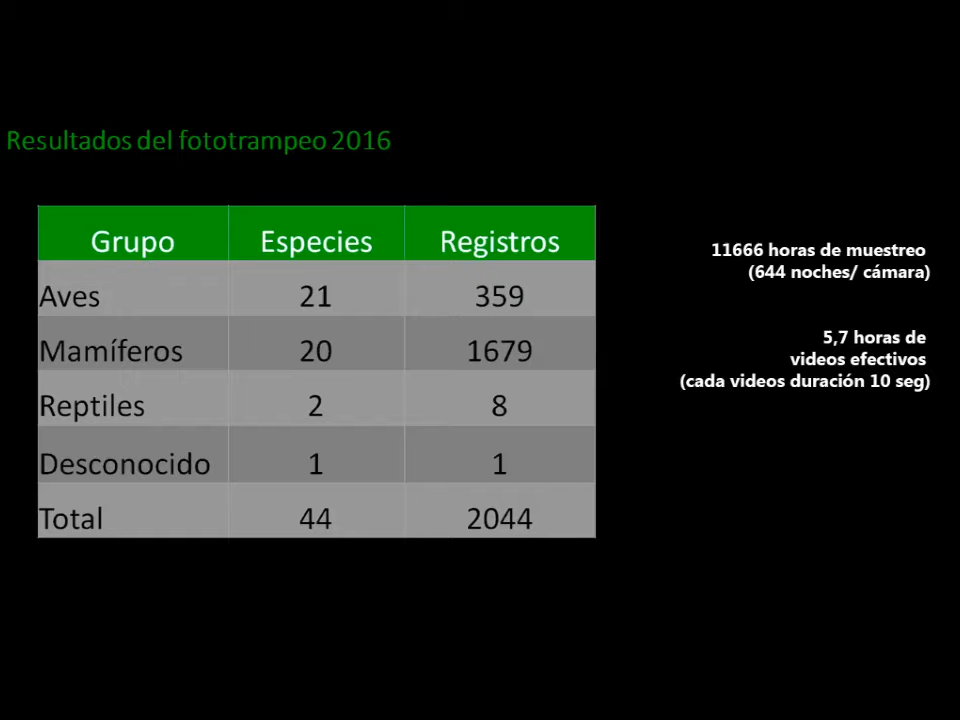 Resultados del fototrampeo 2016
Grupo Especies Registros
Aves 21 359
Mamíferos 20 1679
Reptiles 2 8
Desconocido 1 1
Total 44 2044
11666 horas de muestreo
(644 noches/ cámara)
5,7 horas de
videos efectivos
(cada videos duración 10 seg)